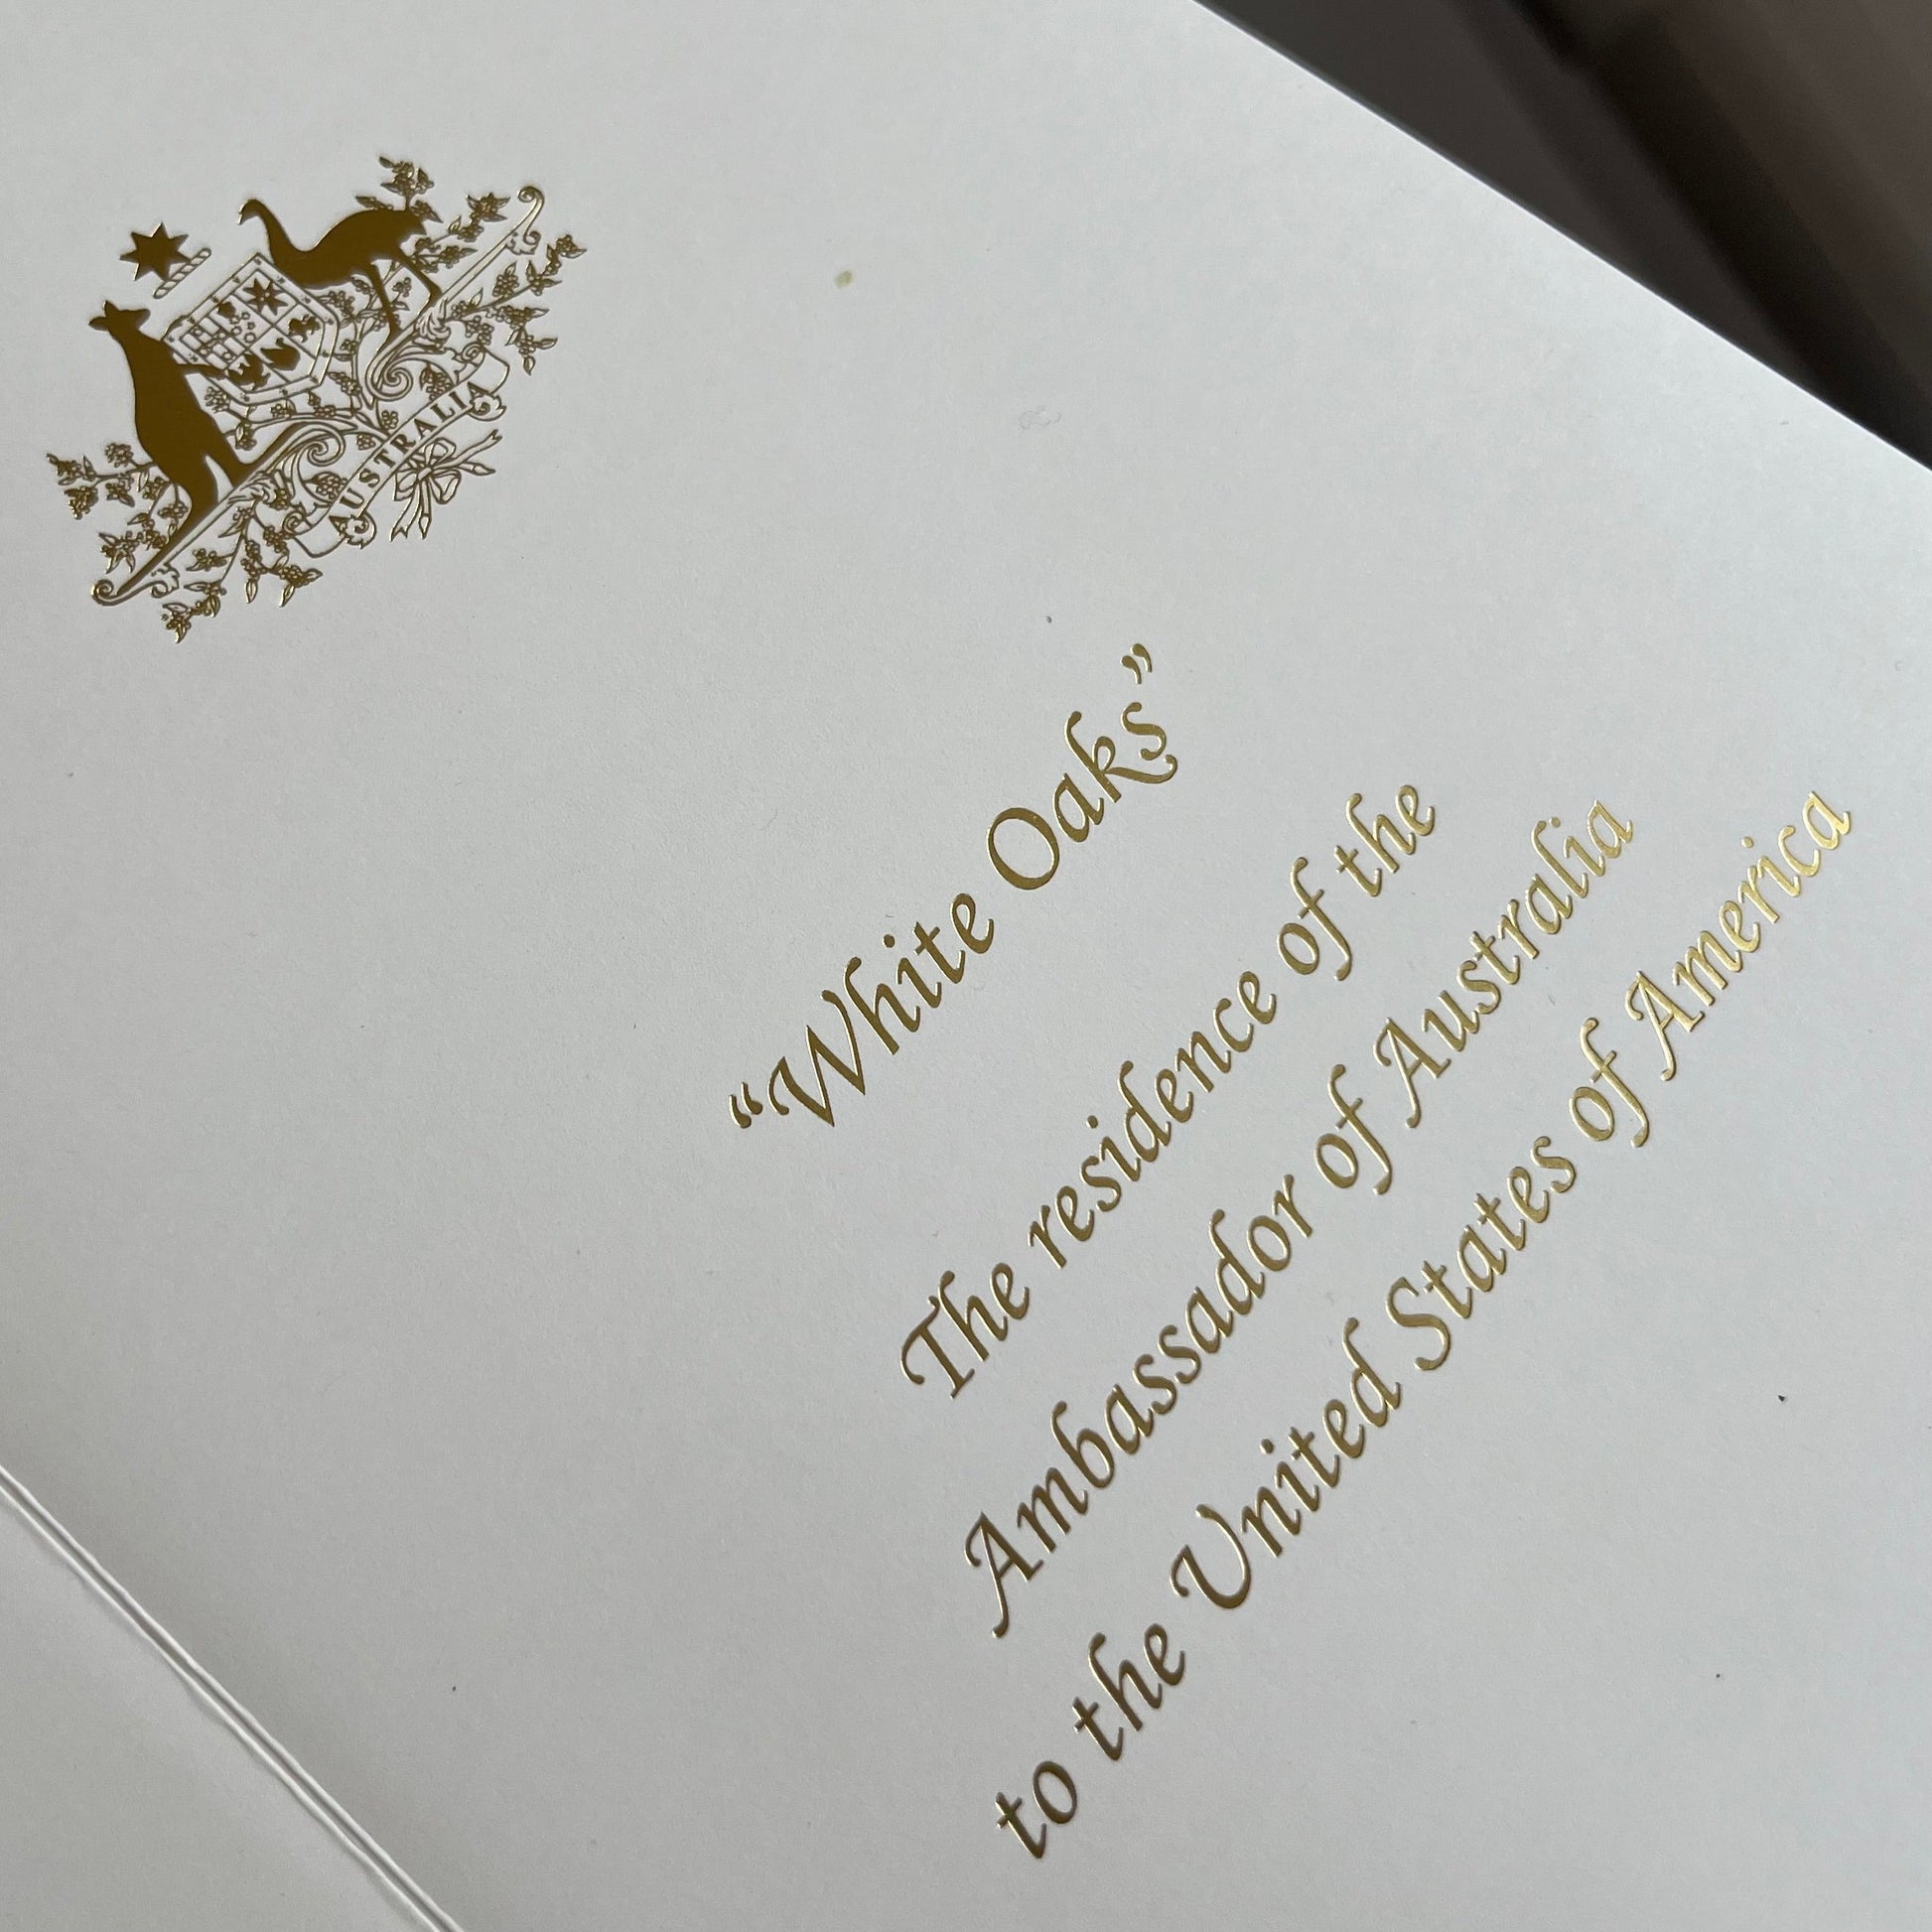 AUSTRALIA
“White Oaks”
The residence of the
Ambassador of Australia
to the United States of America